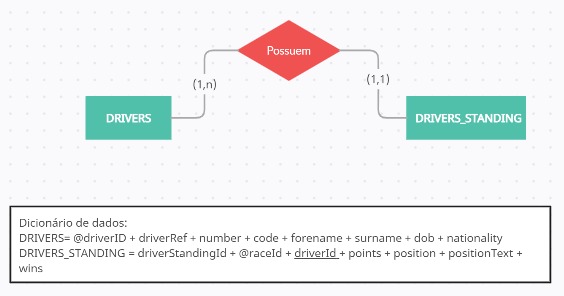 Possuem
(1,n)
(1,1)
DRIVERS
DRIVERS_STANDING
Dicionário de dados:
DRIVERS= @driverID + driverRef + number + code + forename + surname + dob + nationality
DRIVERS_STANDING = driverStandingId + @raceId + driverId + points + position + positionText +
wins